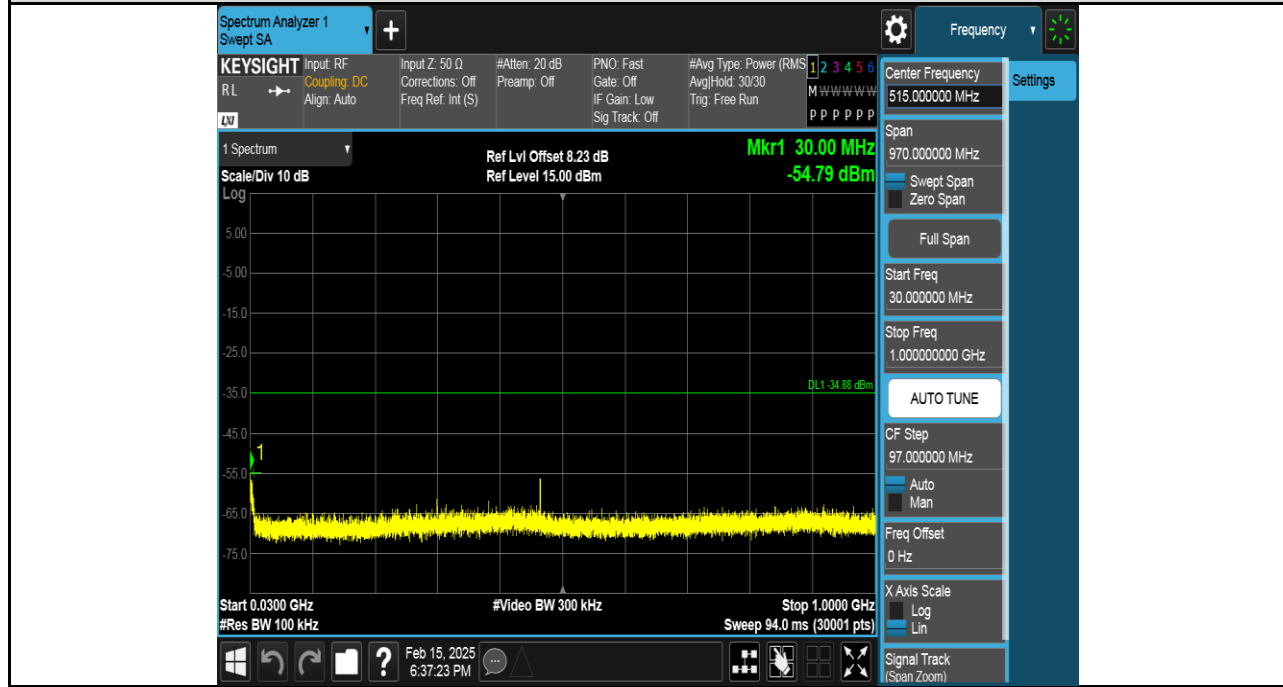 Spectrum Analyzer 1
Swept SA
+
Frequency
KEYSIGHT
RL
LXI
Input: RF
Coupling: DC
Align: Auto
Input Z: 50 Ω
Corrections: Off
Freq Ref: Int (S)
#Atten: 20 dB
Preamp: Off
PNO: Fast
Gate: Off
IF Gain: Low
Sig Track: Off
#Avg Type: Power (RMS
Avg|Hold: 30/30
Trig: Free Run
1 2 3 4 5 6
M W W W W W
P P P P P P
1 Spectrum
Scale/Div 10 dB
Log
Ref Lvl Offset 8.23 dB
Ref Level 15.00 dBm
Mkr1 30.00 MHz
-54.79 dBm
5.00
-5.00
-15.0
-25.0
-35.0
DL1 -34.88 dBm
-45.0
1
-55.0
-65.0
-75.0
Start 0.0300 GHz
#Res BW 100 kHz
#Video BW 300 kHz
Stop 1.0000 GHz
Sweep 94.0 ms (30001 pts)
?
Feb 15, 2025
6:37:23 PM
Center Frequency
515.000000 MHz
Settings
Span
970.000000 MHz
Swept Span
Zero Span
Full Span
Start Freq
30.000000 MHz
Stop Freq
1.000000000 GHz
AUTO TUNE
CF Step
97.000000 MHz
Auto
Man
Freq Offset
0 Hz
X Axis Scale
Log
Lin
Signal Track
(Span Zoom)